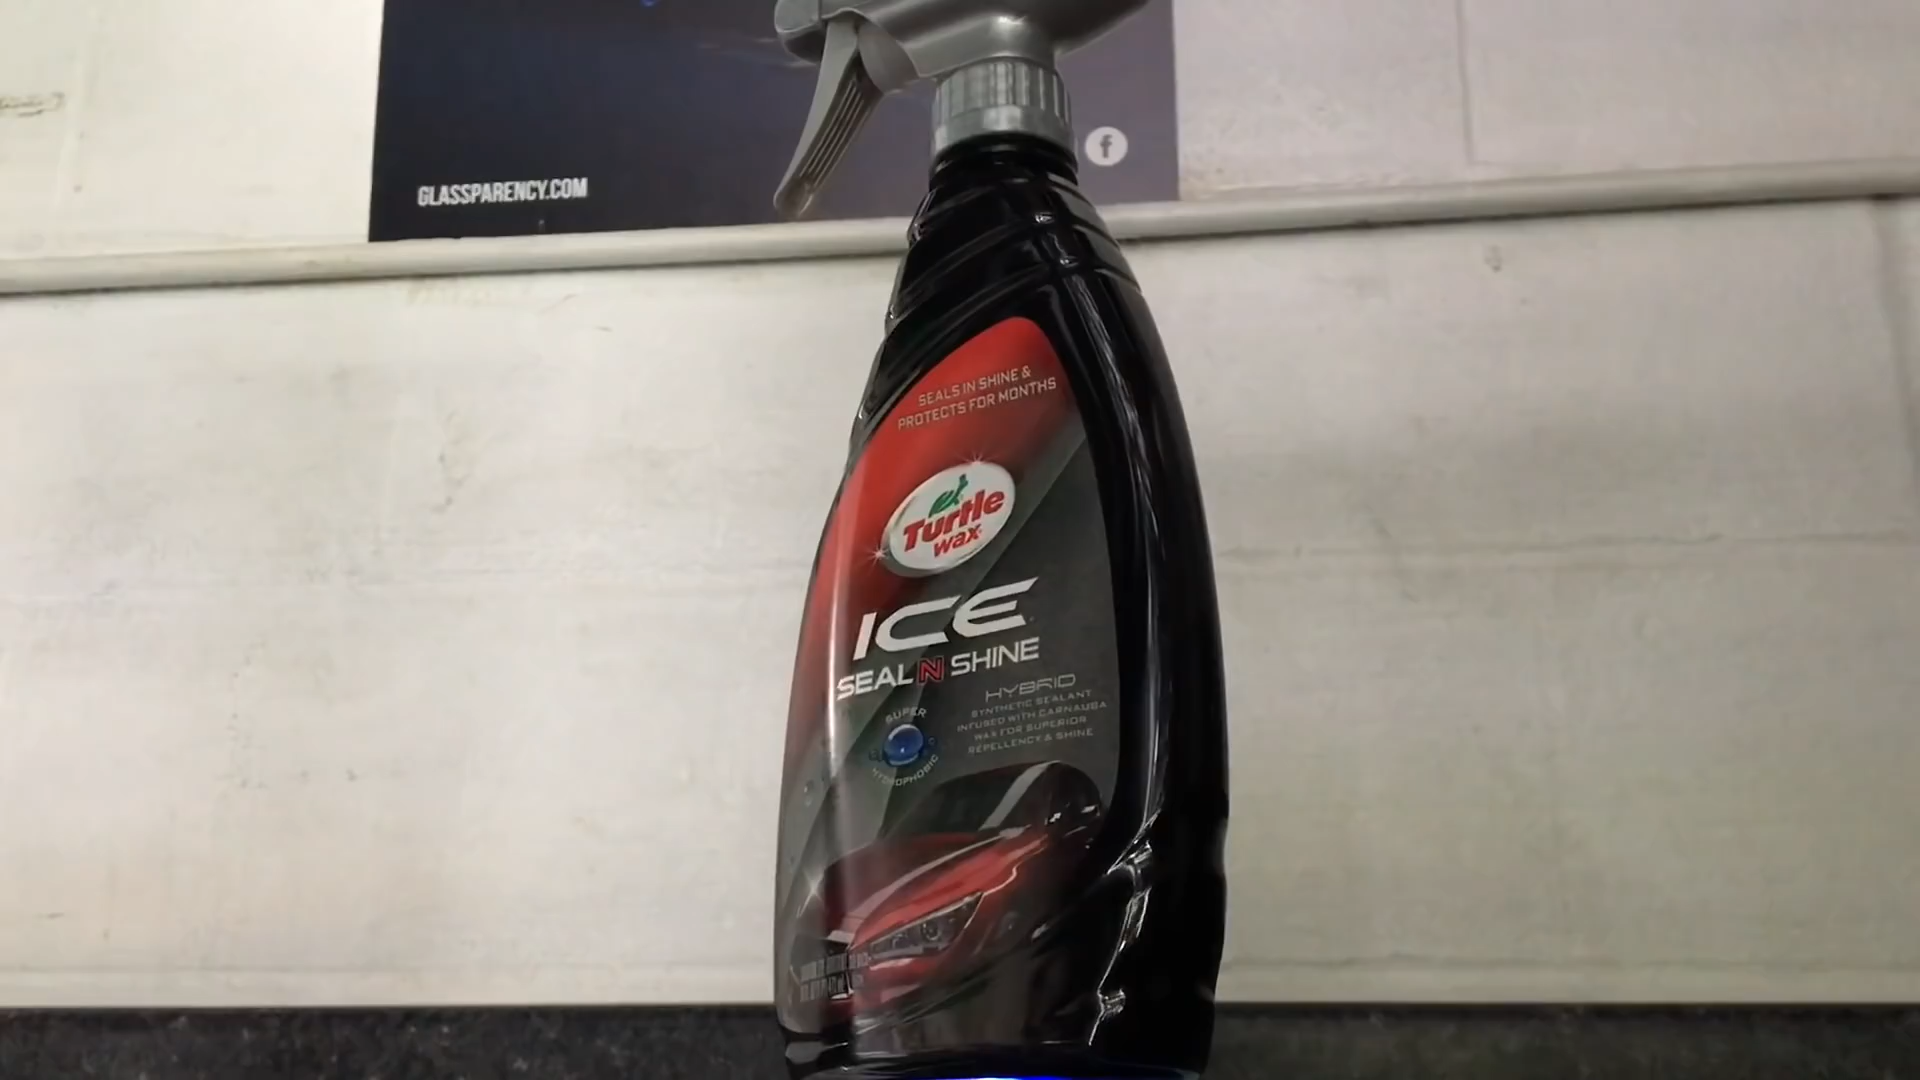 GLASSPARENCY.COM
f
SEALS IN SHINE &
PROTECTS FOR MONTHS
Turtle
wax
ICE
SEAL N SHINE
HYBRID
SYNTHETIC SEALANT
INFUSED WITH CARNAUBA
WAX FOR SUPERIOR
REPELLENCY & SHINE
SUPER
HYDROPHOBIC